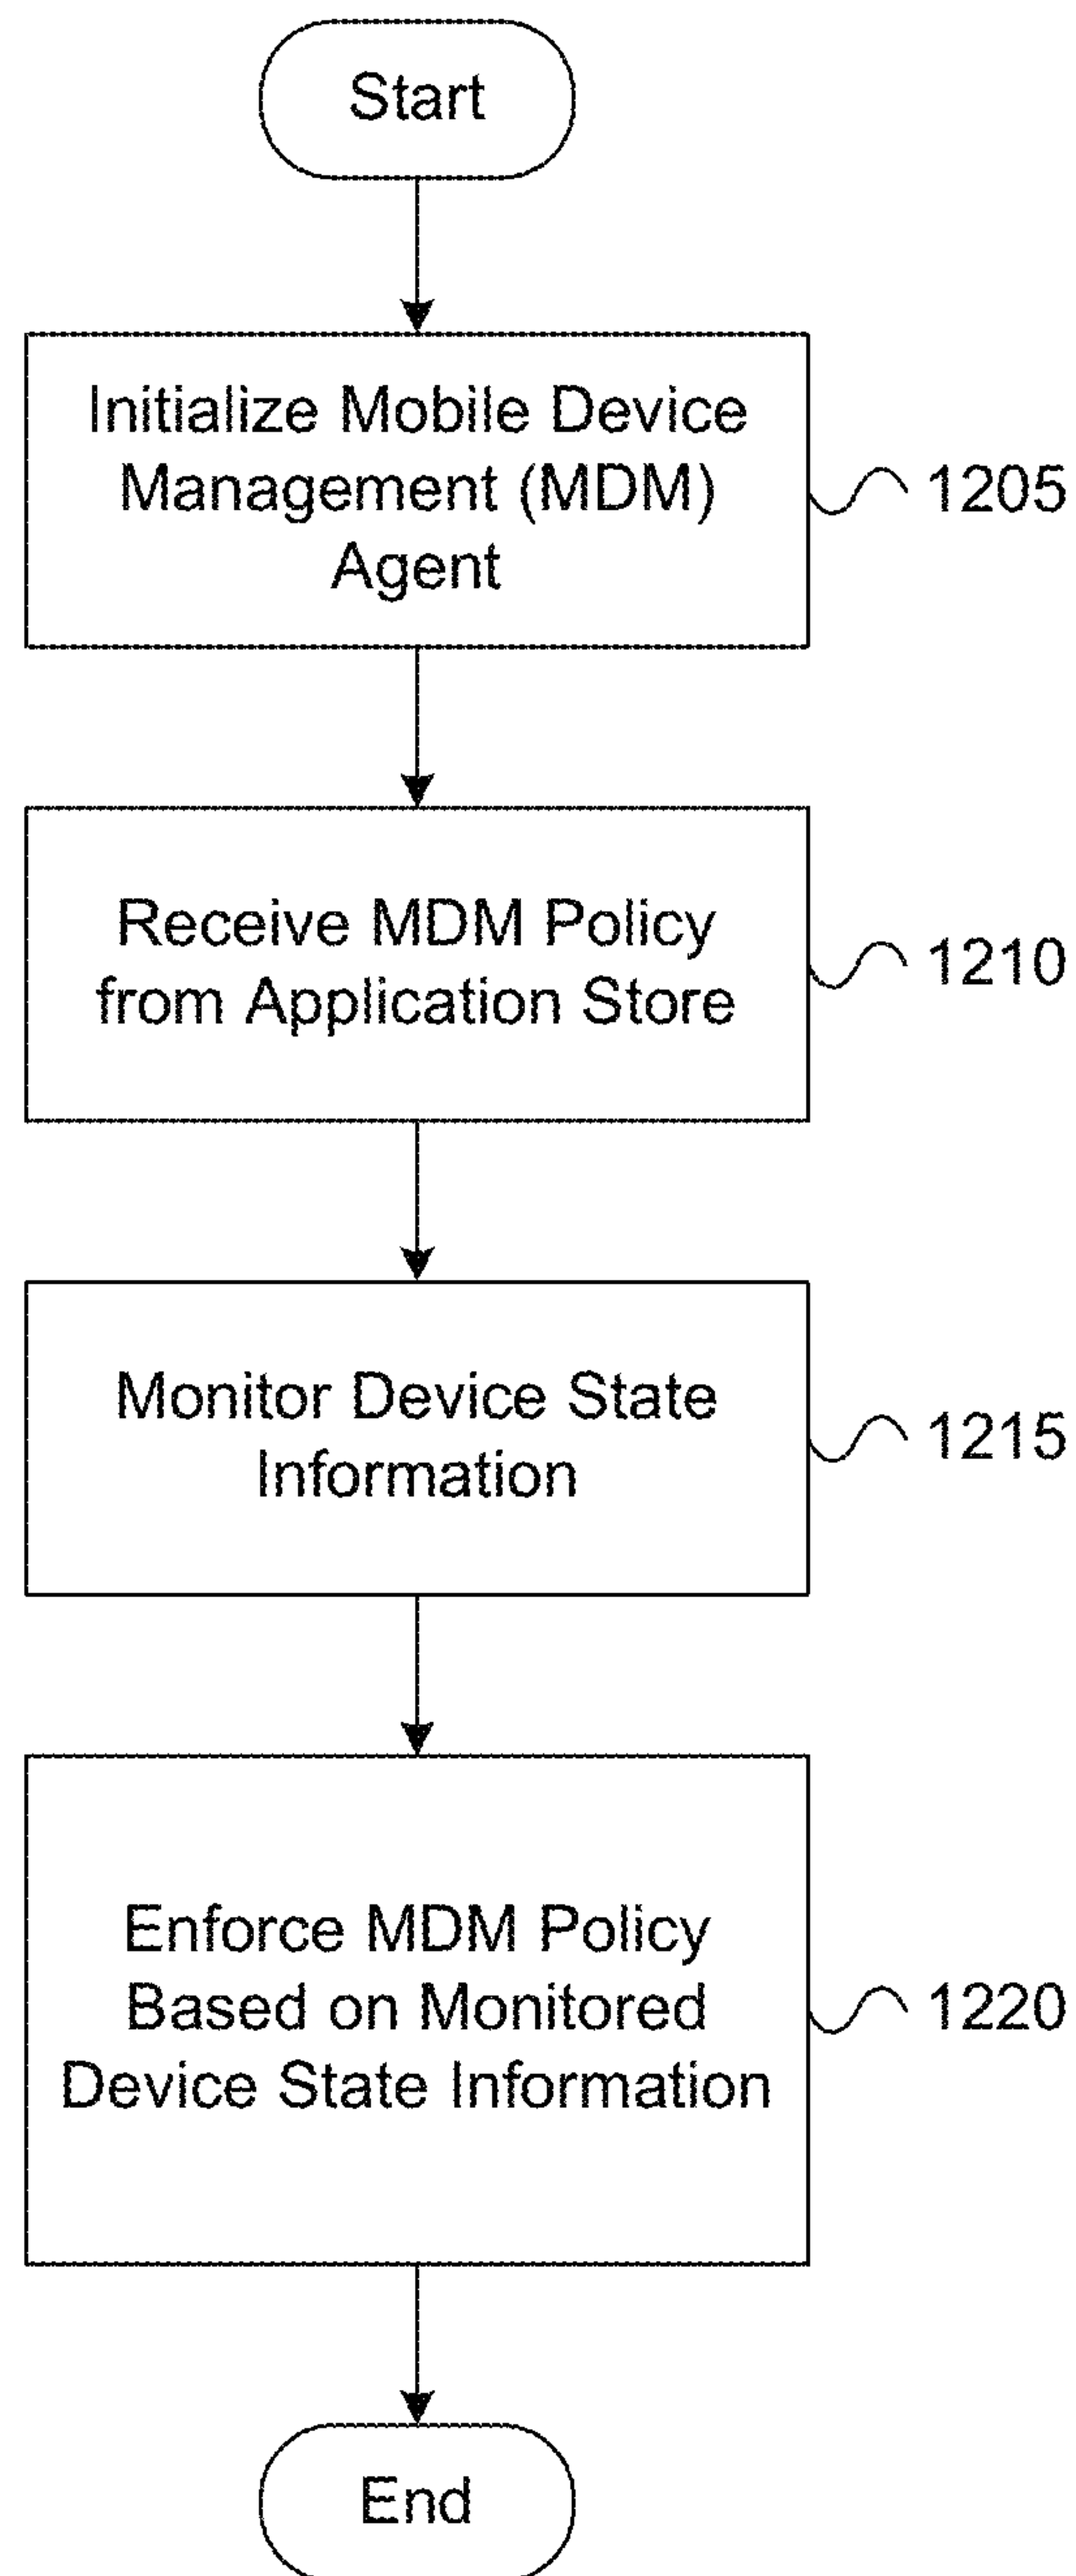 Start
Initialize Mobile Device
Management (MDM)
Agent
1205
Receive MDM Policy
from Application Store
1210
Monitor Device State
Information
1215
Enforce MDM Policy
Based on Monitored
Device State Information
1220
End